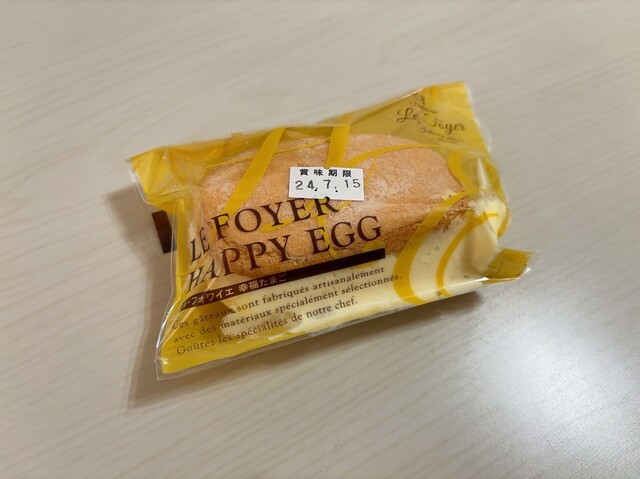 Le Foyer
賞味期限
24.7.15
LE FOYER
HAPPY EGG
ル・フォワイエ 幸福たまご
Ces gâteaux sont fabriqués artisanalement
avec des matériaux spécialement sélectionnés.
Goûtez les spécialités de notre chef.